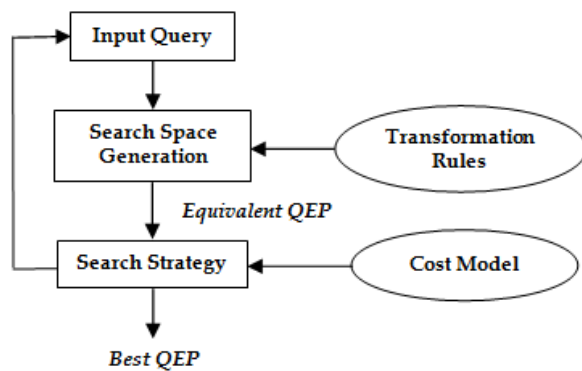 Input Query
Search Space
Generation
Transformation
Rules
Equivalent QEP
Search Strategy
Cost Model
Best QEP